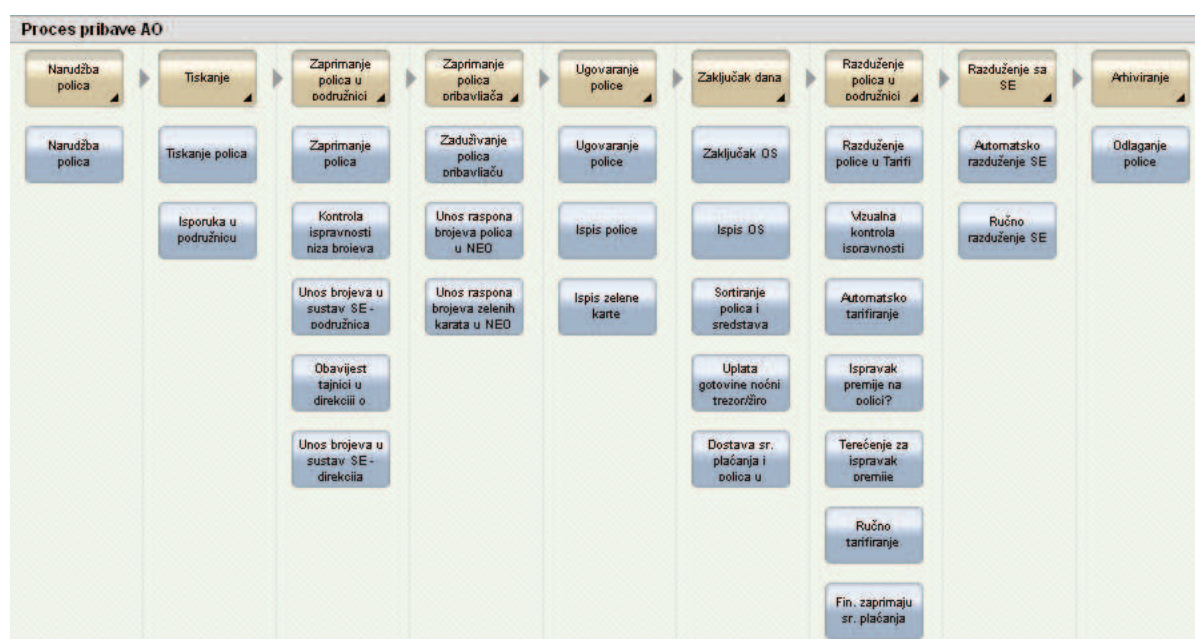 Proces pribave AO
Narudžba
polica
Tiskanje
Zaprimanje
polica u
podružnici
Zaprimanje
polica
pribavljača
Ugovaranje
police
Zaključak dana
Razduženje
polica u
podružnici
Razduženje sa
SE
Arhiviranje
Narudžba
polica
Tiskanje polica
Zaprimanje
polica
Zaduživanje
polica
pribavljaču
Ugovaranje
police
Zaključak OS
Razduženje
police u Tarifi
Automatsko
razduženje SE
Odlaganje
police
Isporuka u
podružnicu
Kontrola
ispravnosti
niza brojeva
Unos raspona
brojeva polica
u NEO
Ispis police
Ispis OS
Vizualna
kontrola
ispravnosti
Ručno
razduženje SE
Unos brojeva u
sustav SE -
podružnica
Unos raspona
brojeva zelenih
karata u NEO
Ispis zelene
karte
Sortiranje
polica i
sredstava
Automatsko
tarifiranje
Obavijest
tajnici u
direkciji o
Uplata
gotovine noćni
trezor/žiro
Ispravak
premije na
polici?
Unos brojeva u
sustav SE -
direkcija
Dostava sr.
plaćanja i
polica u
Terećenje za
ispravak
premije
Ručno
tarifiranje
Fin. zaprimaju
sr. plaćanja